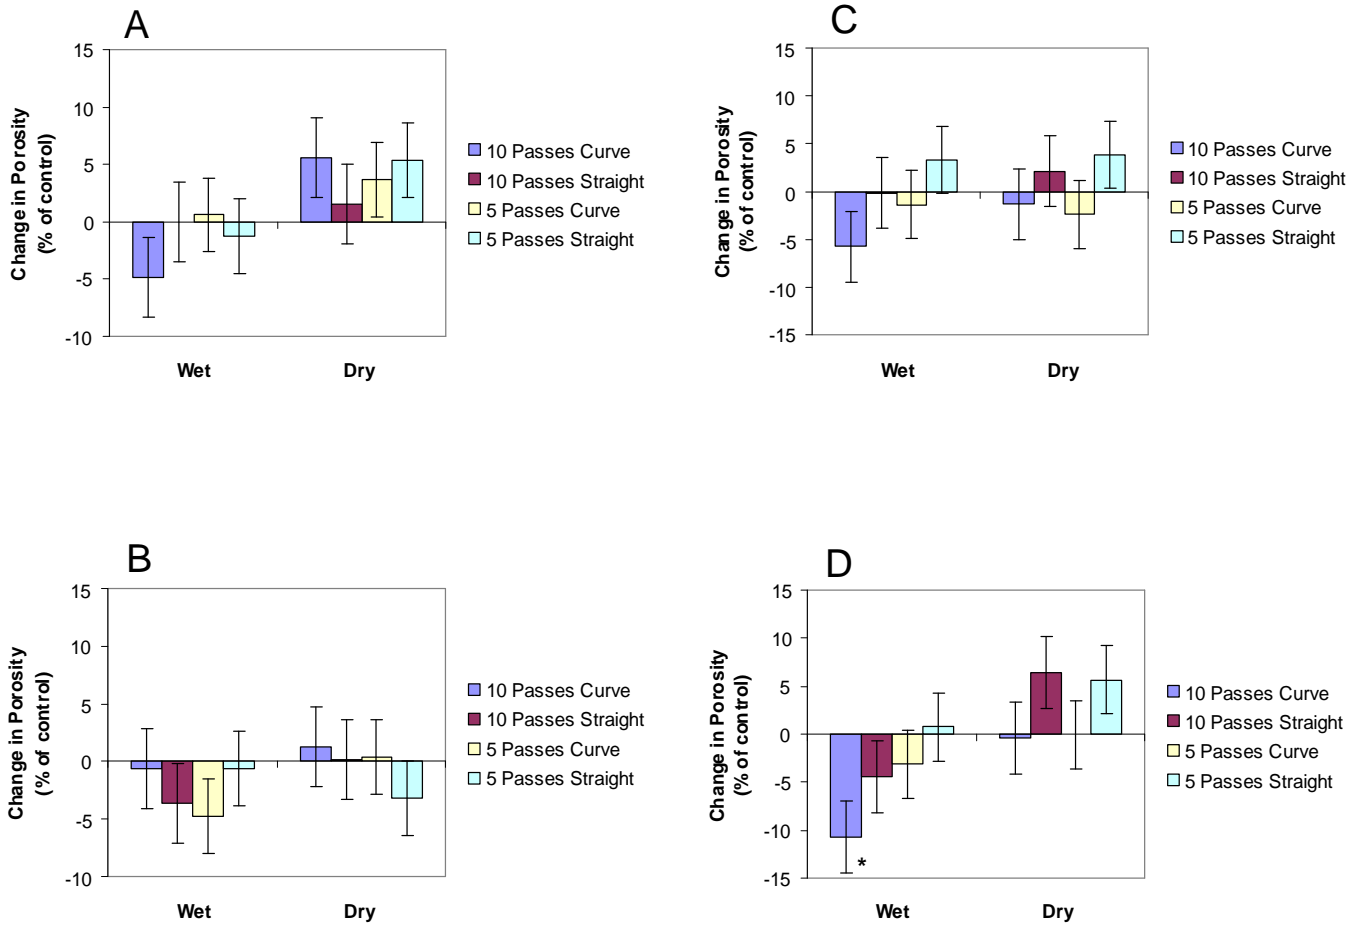 A
15
10
5
0
-5
-10
Change in Porosity
(% of control)
Wet
Dry
10 Passes Curve
10 Passes Straight
5 Passes Curve
5 Passes Straight
C
15
10
5
0
-5
-10
-15
Change in Porosity
(% of control)
Wet
Dry
10 Passes Curve
10 Passes Straight
5 Passes Curve
5 Passes Straight
B
15
10
5
0
-5
-10
Change in Porosity
(% of control)
Wet
Dry
10 Passes Curve
10 Passes Straight
5 Passes Curve
5 Passes Straight
D
15
10
5
0
-5
-10
-15
Change in Porosity
(% of control)
*
Wet
Dry
10 Passes Curve
10 Passes Straight
5 Passes Curve
5 Passes Straight